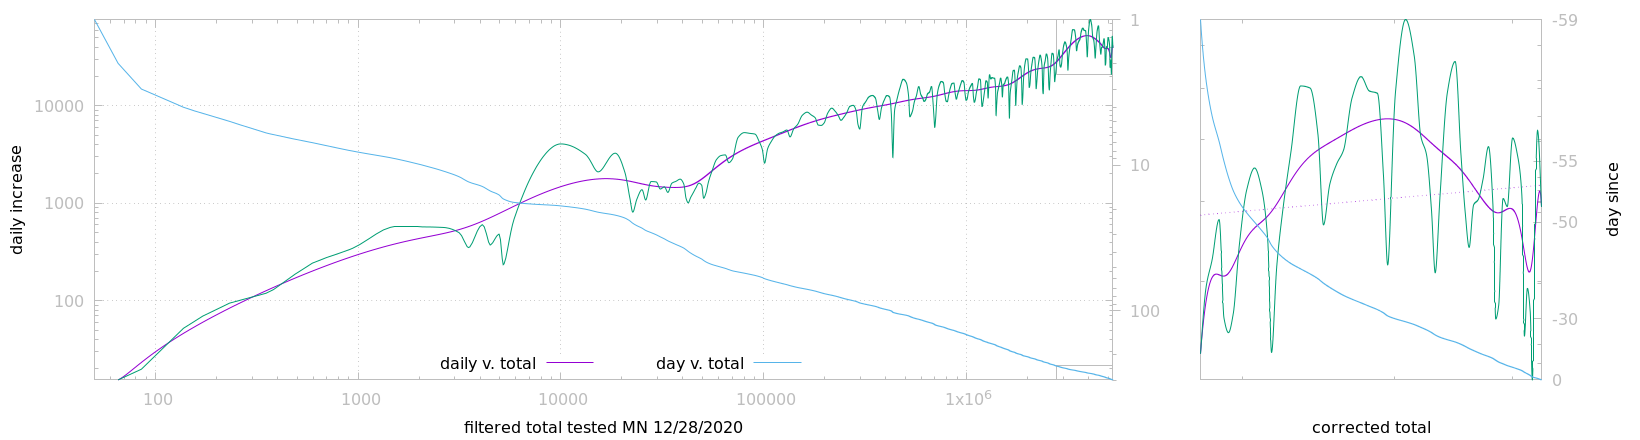 daily increase
10000
1000
100
100
1000
10000
100000
1x10^6
1
10
100
daily v. total
day v. total
filtered total tested MN 12/28/2020
-59
-55
-50
-30
0
day since
corrected total